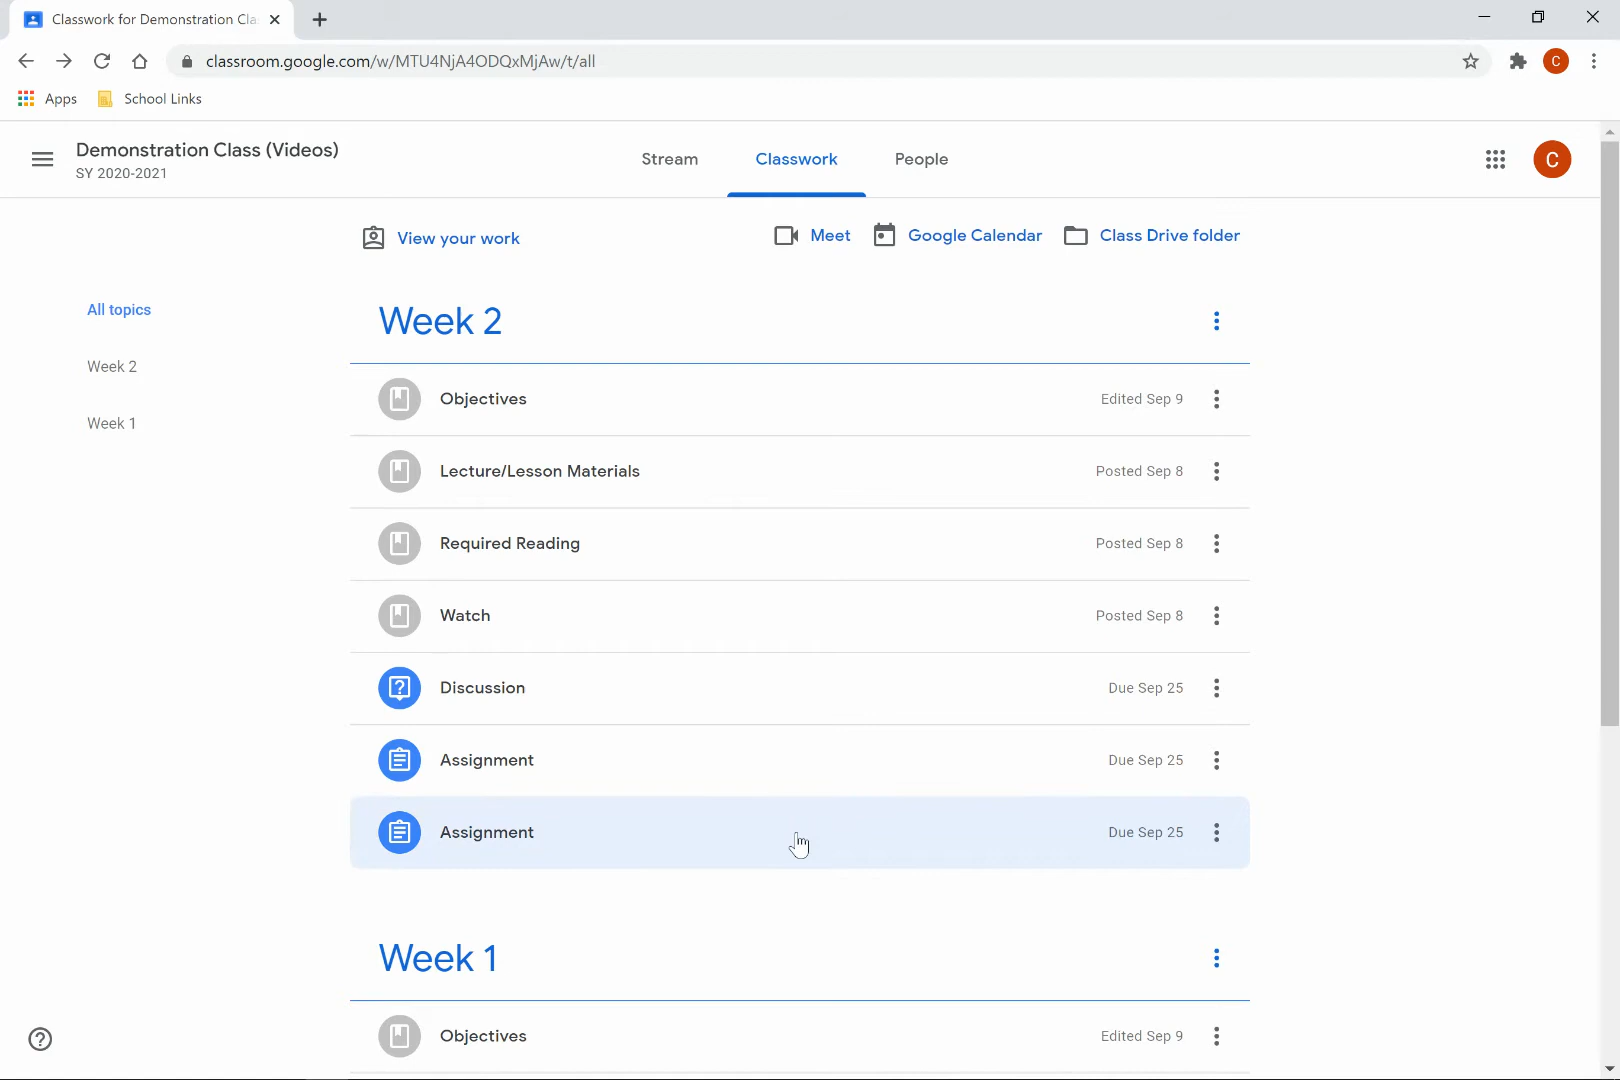 Classwork for Demonstration Cla
classroom.google.com/w/MTU4NjA4ODQxMjAw/t/all
C
Apps
School Links
Demonstration Class (Videos)
SY 2020-2021
Stream
Classwork
People
C
View your work
Meet
Google Calendar
Class Drive folder
All topics
Week 2
Week 1
Week 2
Objectives
Edited Sep 9
Lecture/Lesson Materials
Posted Sep 8
Required Reading
Posted Sep 8
Watch
Posted Sep 8
Discussion
Due Sep 25
Assignment
Due Sep 25
Assignment
Due Sep 25
Week 1
Objectives
Edited Sep 9